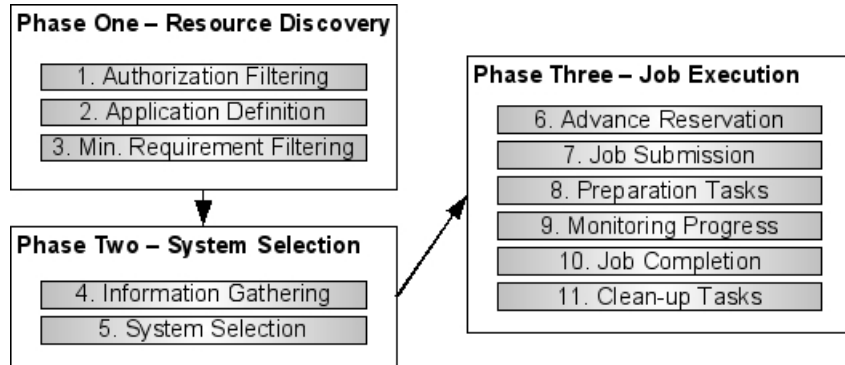 Phase One – Resource Discovery
1. Authorization Filtering
2. Application Definition
3. Min. Requirement Filtering
Phase Two – System Selection
4. Information Gathering
5. System Selection
Phase Three – Job Execution
6. Advance Reservation
7. Job Submission
8. Preparation Tasks
9. Monitoring Progress
10. Job Completion
11. Clean-up Tasks